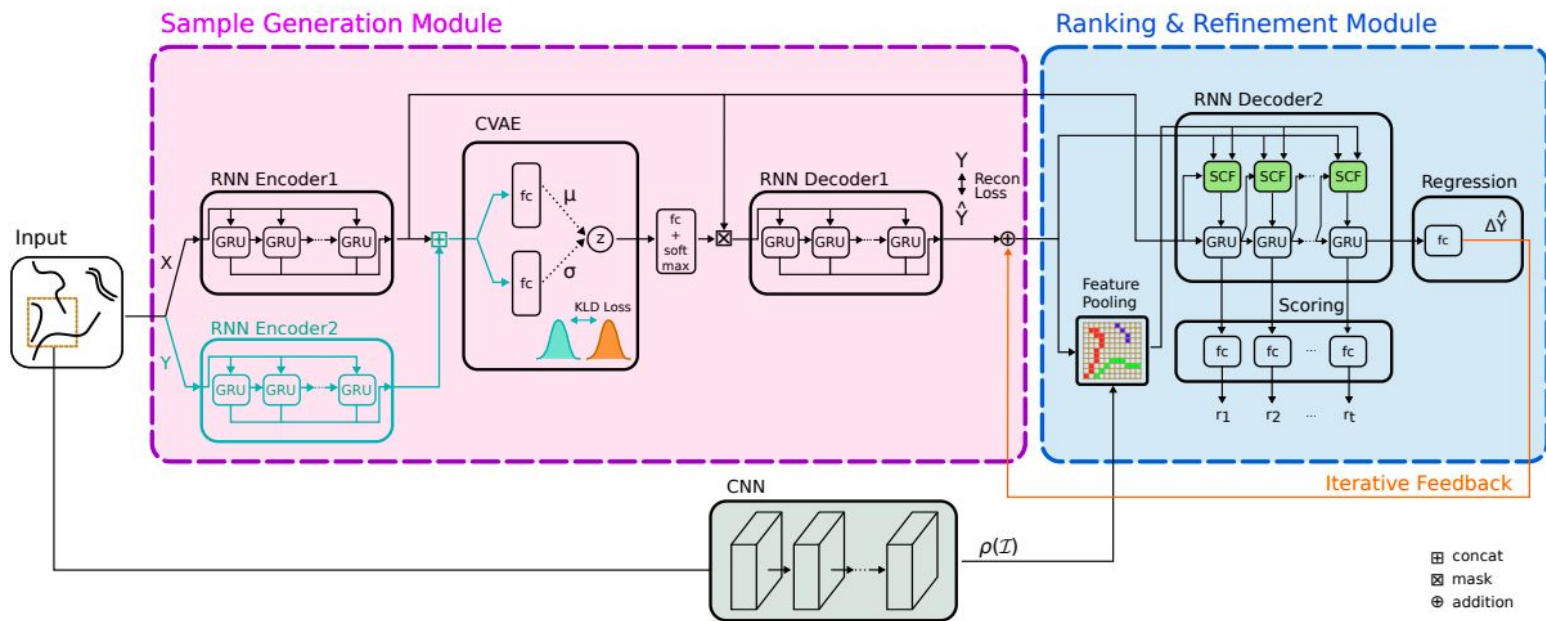 Sample Generation Module
Ranking & Refinement Module
Input
X
Y
RNN Encoder1
GRU GRU ... GRU
RNN Encoder2
GRU GRU ... GRU
CVAE
fc
μ
fc
σ
z
KLD Loss
fc
+
soft
max
RNN Decoder1
GRU GRU ... GRU
Y
Recon
Loss
Ŷ
RNN Decoder2
SCF SCF ... SCF
GRU GRU ... GRU
Regression
fc
ΔŶ
Feature
Pooling
Scoring
fc fc ... fc
r1 r2 ... rt
Iterative Feedback
CNN
ρ(I)
⊞ concat
⊠ mask
⊕ addition